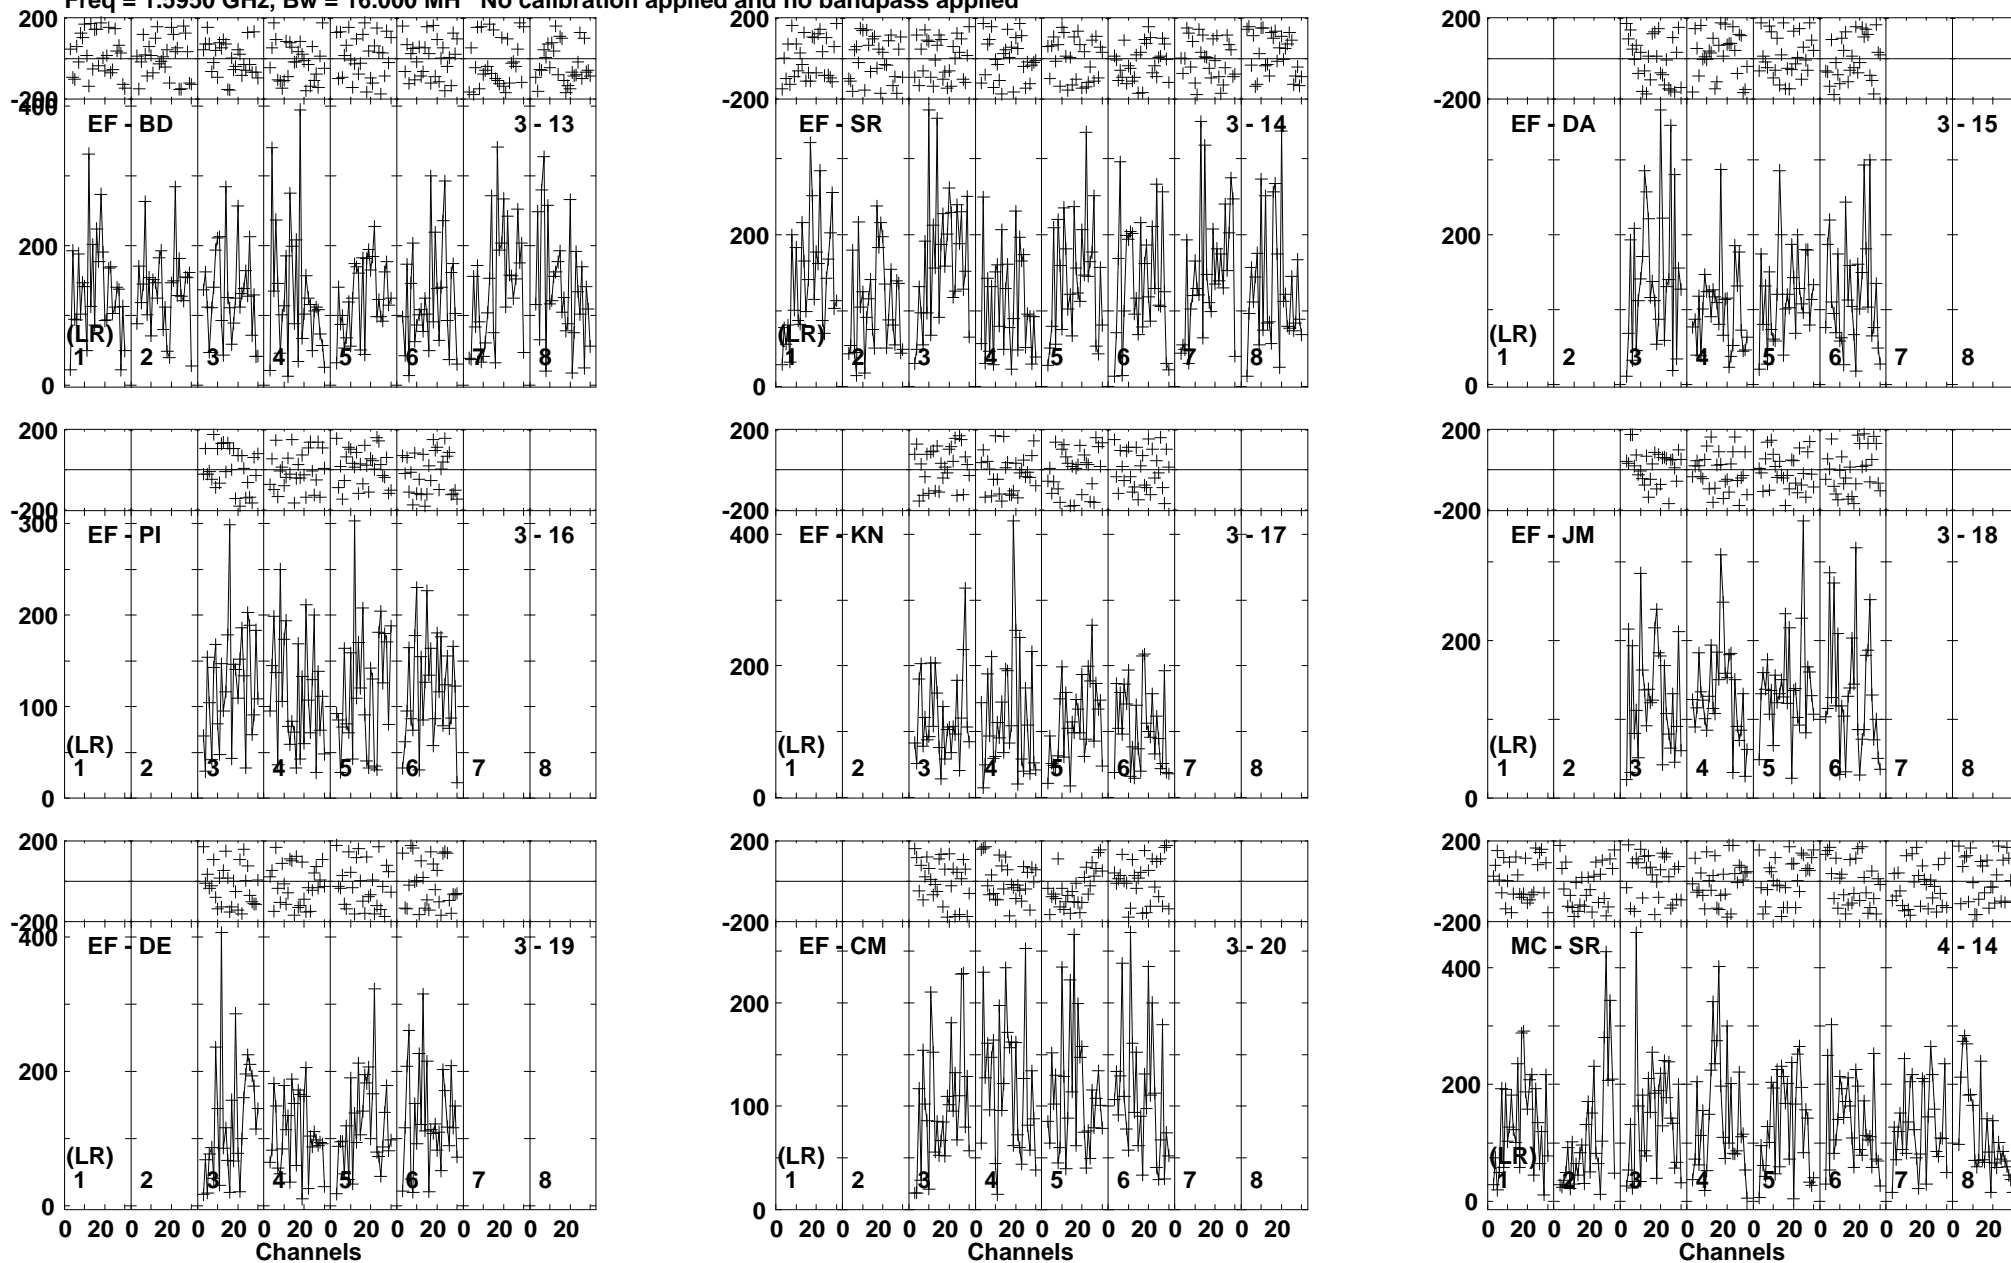 Freq = 1.5950 GHz, Bw = 16.000 MH No calibration applied and no bandpass applied
200 200 200
-200 -200 -200
400
EF - BD 3 - 13 EF - SR 3 - 14 EF - DA 3 - 15
200 200 200
(LR) (LR) (LR)
1 2 3 4 5 6 7 8 1 2 3 4 5 6 7 8 1 2 3 4 5 6 7 8
0 0 0
200 200 200
-200 -200 -200
300
EF - PI 3 - 16 EF - KN 3 - 17 EF - JM 3 - 18
400
200 200 200
100
(LR) (LR) (LR)
1 2 3 4 5 6 7 8 1 2 3 4 5 6 7 8 1 2 3 4 5 6 7 8
0 0 0
200 200 200
-200 -200 -200
400
EF - DE 3 - 19 EF - CM 3 - 20 MC - SR 4 - 14
400
200 200 200
100
(LR) (LR) (LR)
1 2 3 4 5 6 7 8 1 2 3 4 5 6 7 8 1 2 3 4 5 6 7 8
0 0 0
0 20 0 20 0 20 0 20 0 20 0 20 0 20 0 20 0 20 0 20 0 20 0 20 0 20 0 20 0 20 0 20 0 20 0 20 0 20 0 20 0 20 0 20 0 20 0 20
Channels Channels Channels